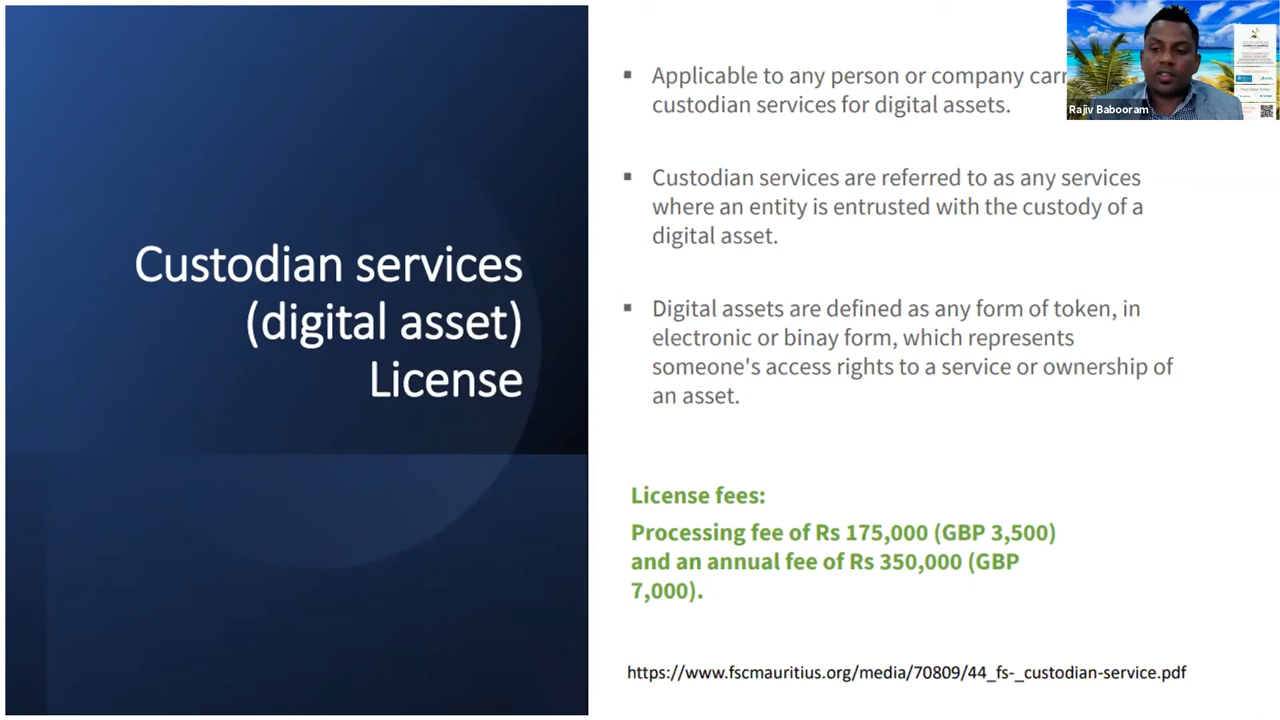 Custodian services
(digital asset)
License
Applicable to any person or company
custodian services for digital assets.
Custodian services are referred to as any services
where an entity is entrusted with the custody of a
digital asset.
Digital assets are defined as any form of token, in
electronic or binay form, which represents
someone's access rights to a service or ownership of
an asset.
License fees:
Processing fee of Rs 175,000 (GBP 3,500)
and an annual fee of Rs 350,000 (GBP
7,000).
https://www.fscmauritius.org/media/70809/44_fs-_custodian-service.pdf
Rajiv Babooram